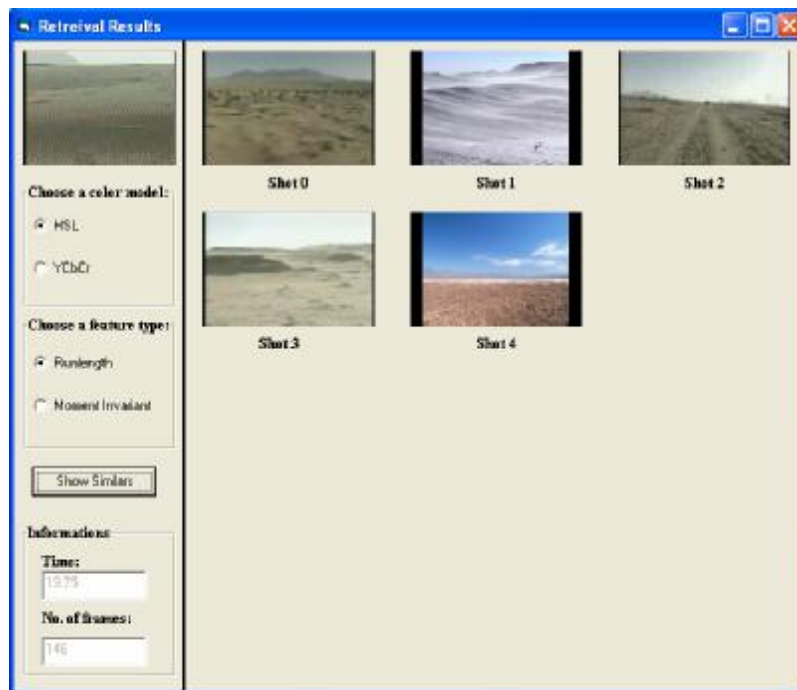 Retreival Results
Choose a color model:
HSL
YCbCr
Choose a feature type:
Runlength
Moment Invariant
Show Similars
Informations
Time:
19.75
No. of frames:
146
Shot 0
Shot 1
Shot 2
Shot 3
Shot 4